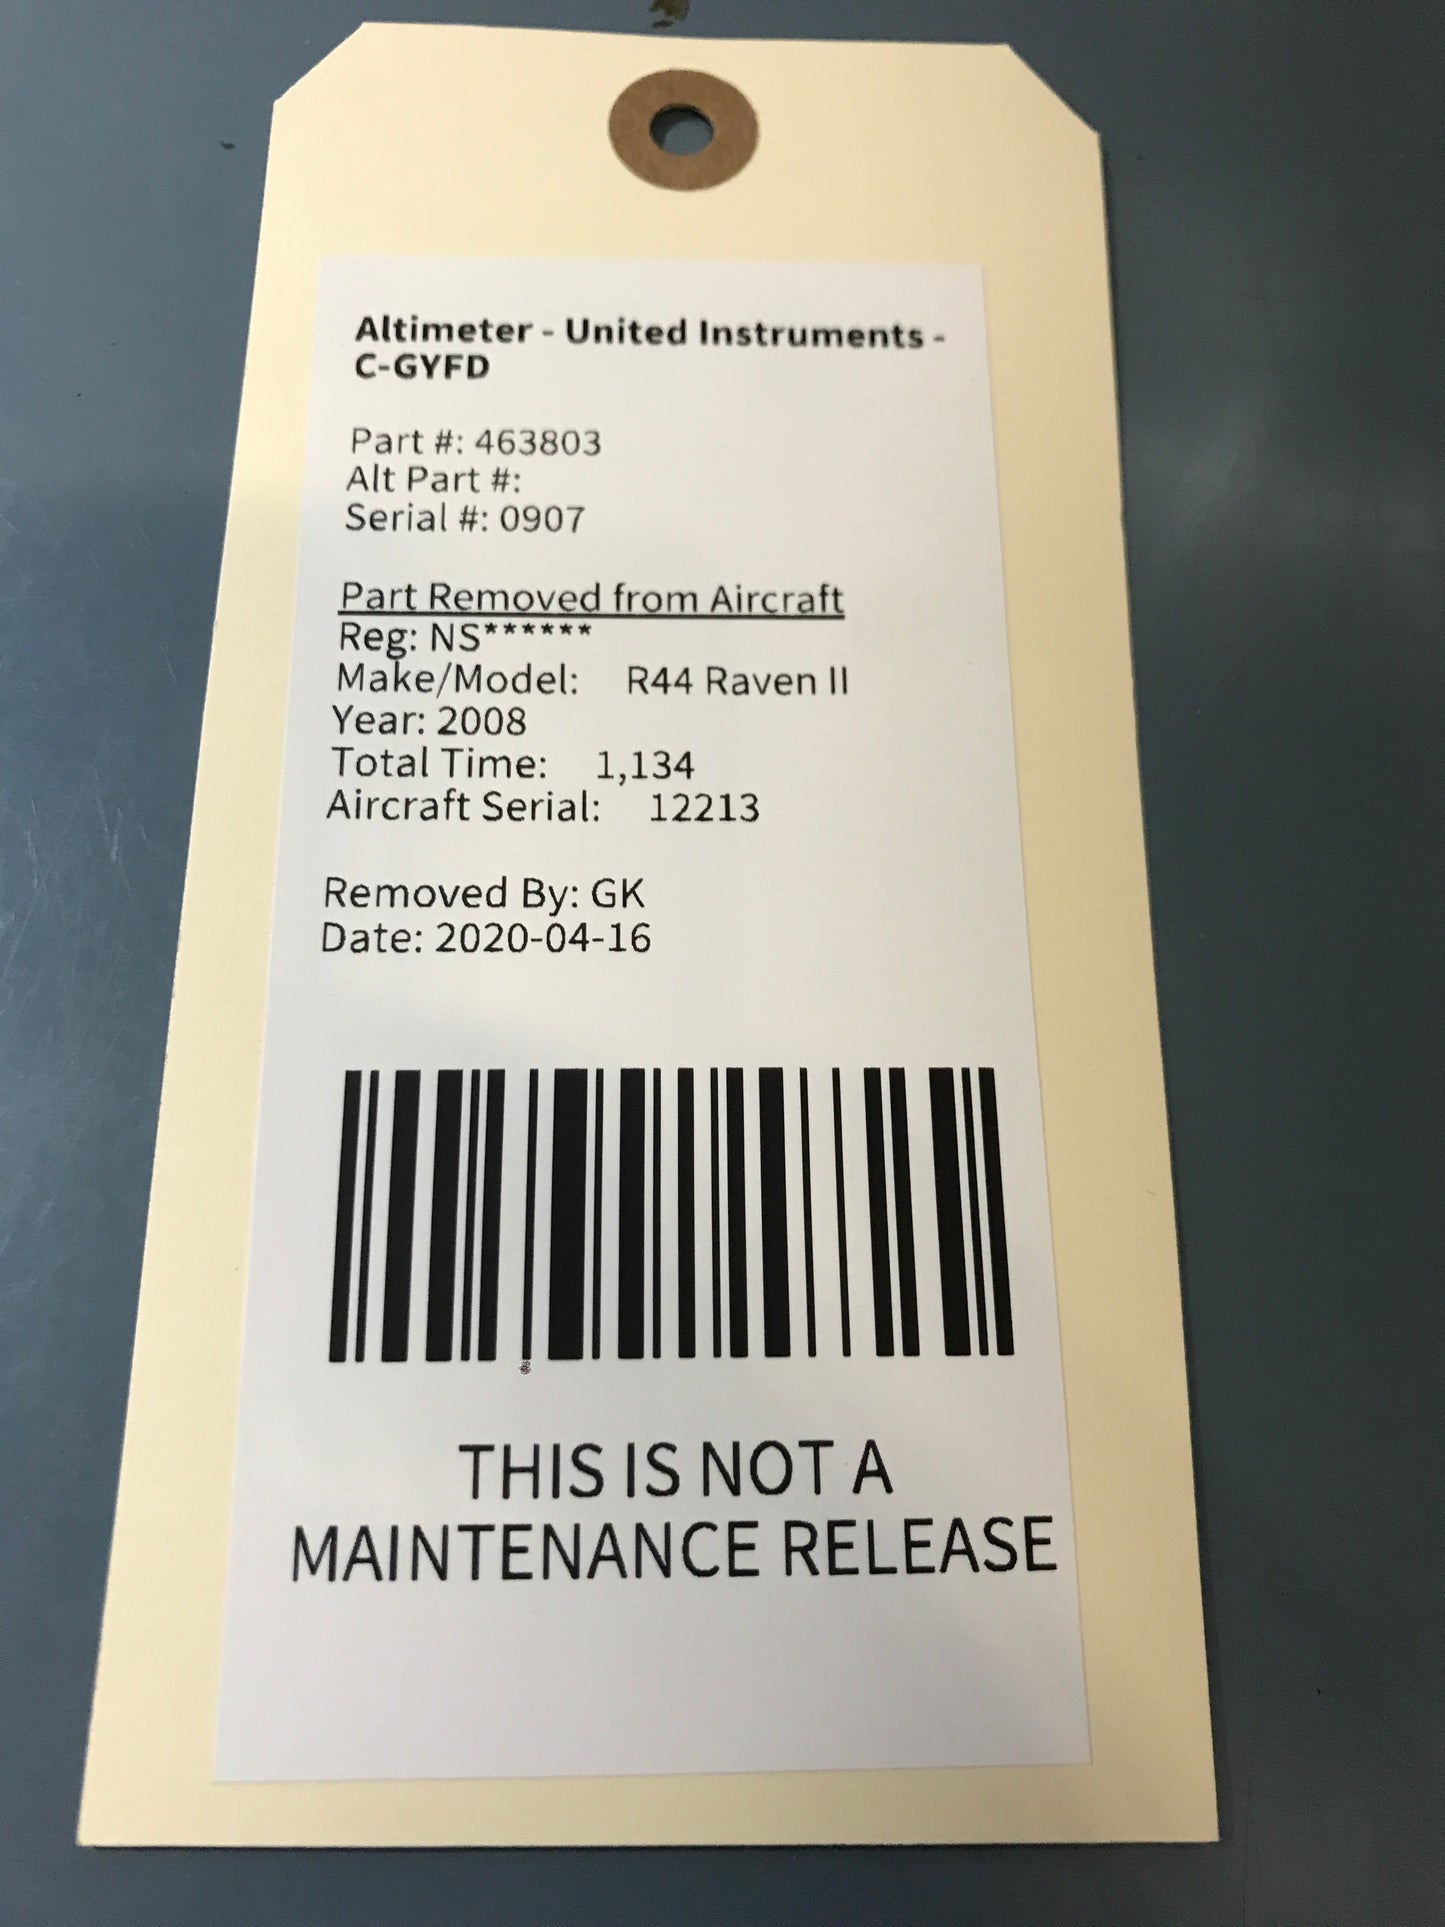 Altimeter - United Instruments -
C-GYFD
Part #: 463803
Alt Part #:
Serial #: 0907
Part Removed from Aircraft
Reg: NS******
Make/Model: R44 Raven II
Year: 2008
Total Time: 1,134
Aircraft Serial: 12213
Removed By: GK
Date: 2020-04-16
THIS IS NOT A
MAINTENANCE RELEASE